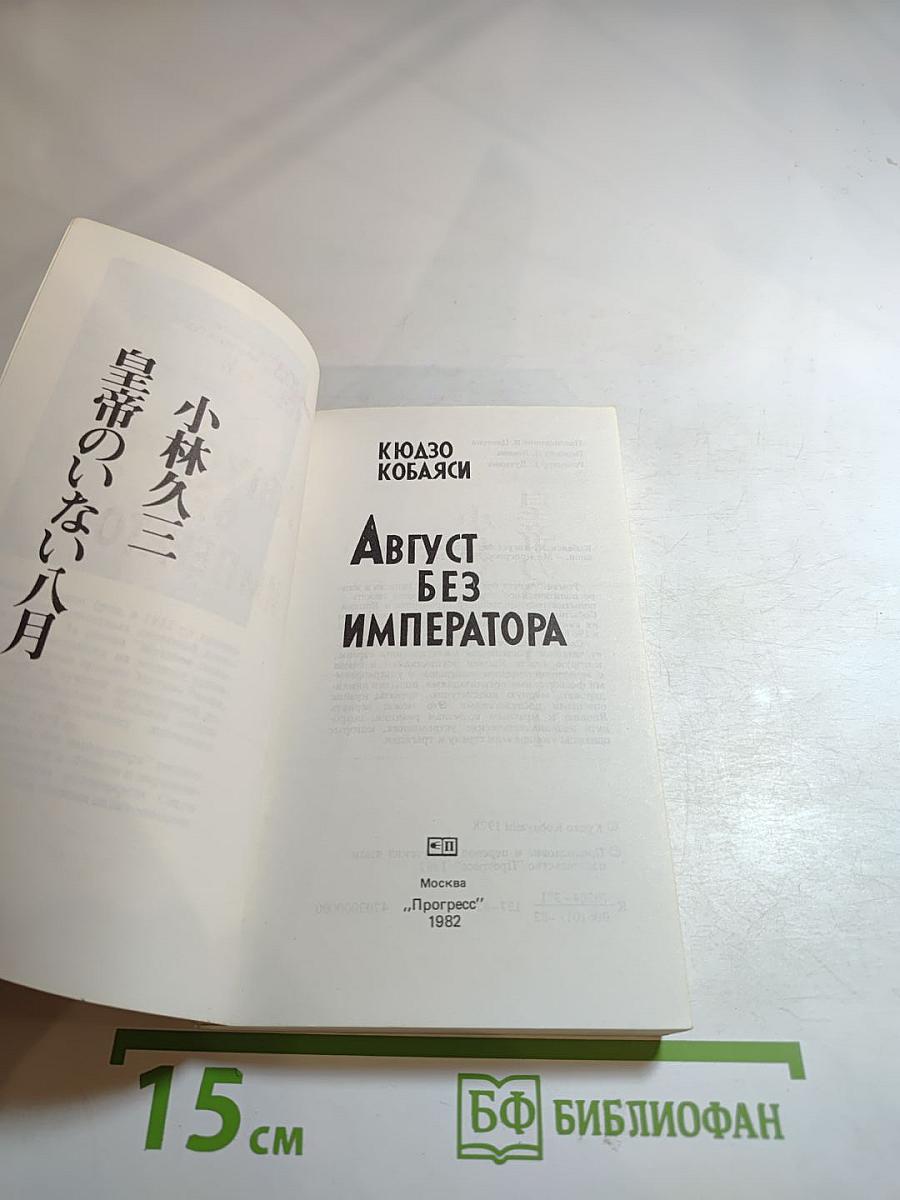 小林久三
皇帝のいない八月
КЮДЗО
КОБАЯСИ
АВГУСТ
БЕЗ
ИМПЕРАТОРА
Москва
„Прогресс“
1982
15 см
БФ БИБЛИОФАН